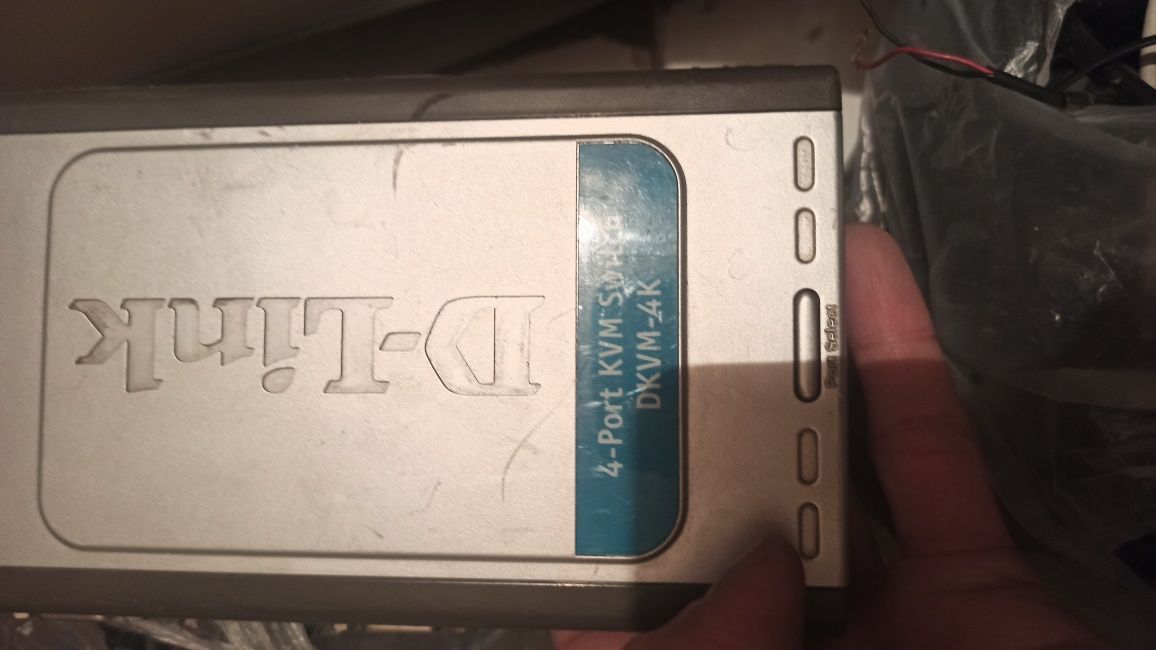 D-Link
4-Port KVM Switch
DKVM-4K
Port Select